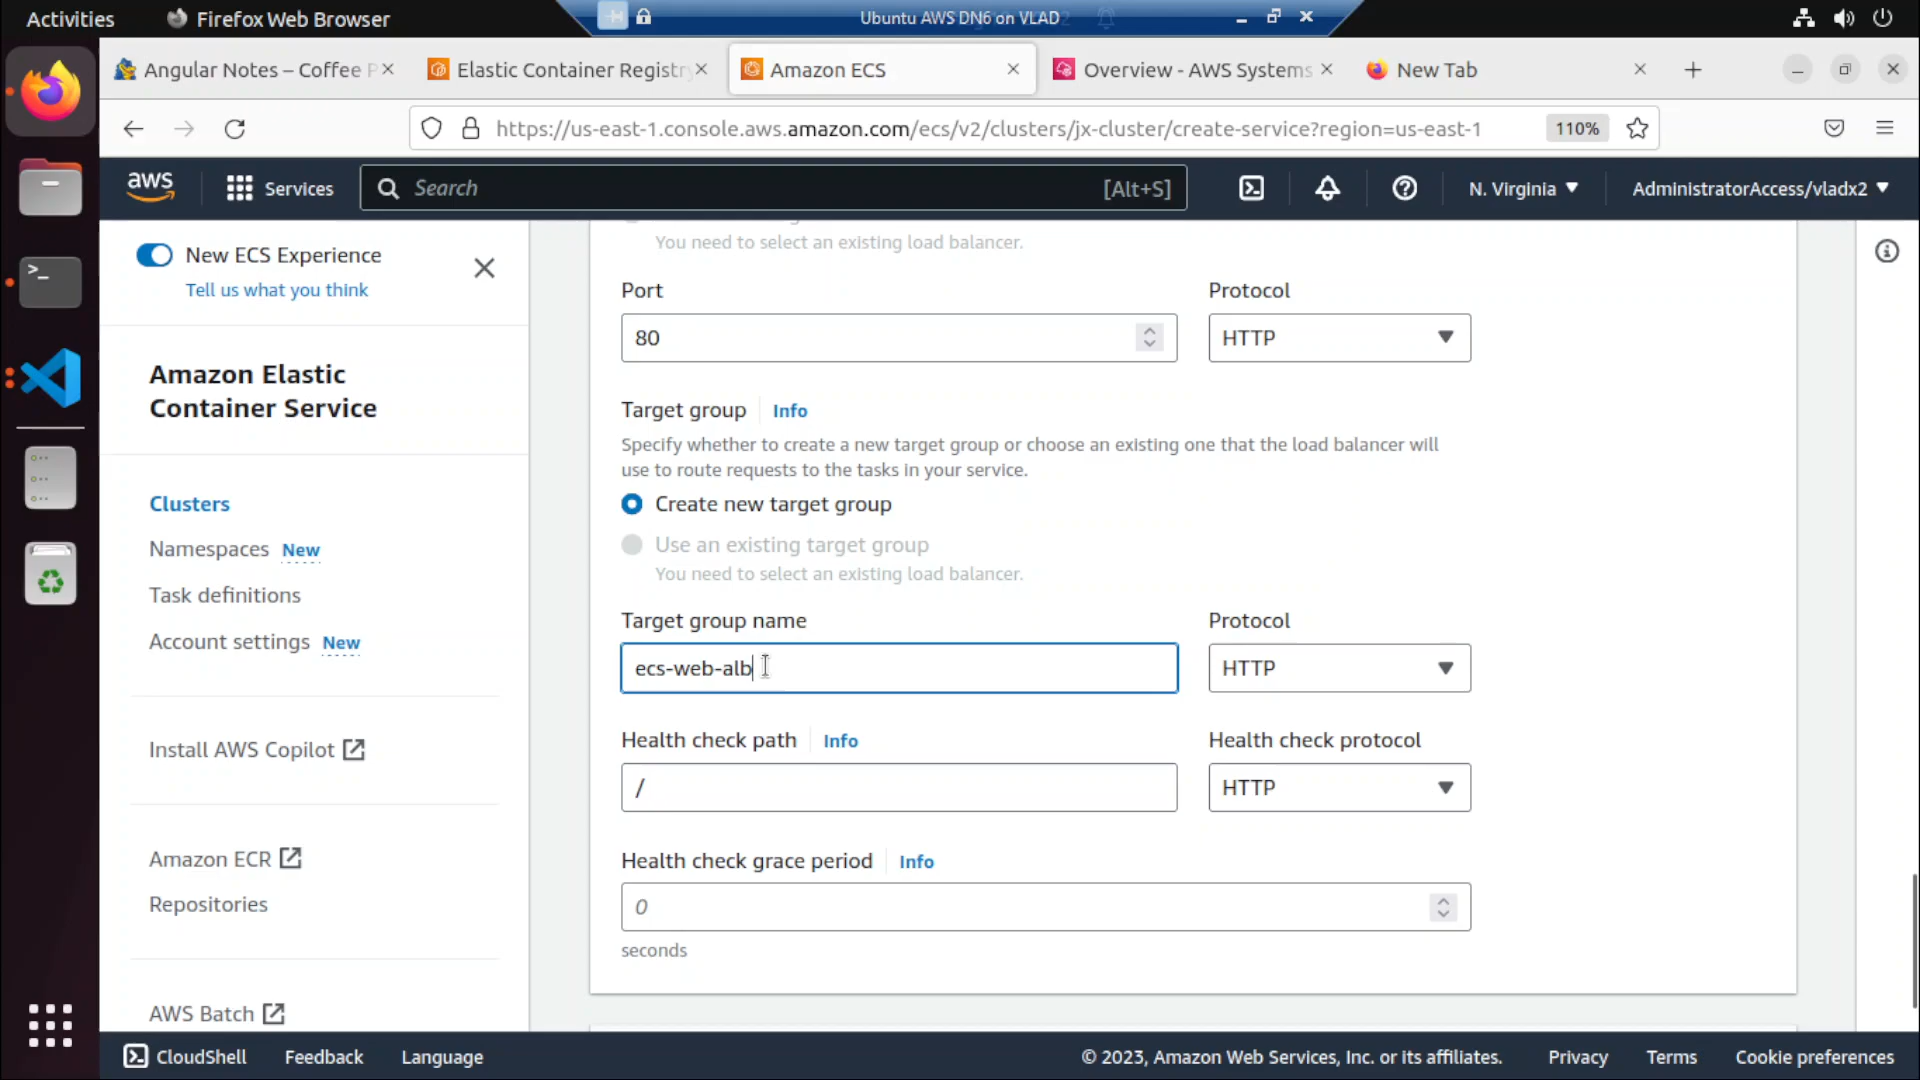 Activities
Firefox Web Browser
Ubuntu AWS DN6 on VLAD
Angular Notes – Coffee P
Elastic Container Registry
Amazon ECS
Overview - AWS Systems
New Tab
https://us-east-1.console.aws.amazon.com/ecs/v2/clusters/jx-cluster/create-service?region=us-east-1
110%
aws
Services
Search
[Alt+S]
N. Virginia
AdministratorAccess/vladx2
New ECS Experience
Tell us what you think
Amazon Elastic
Container Service
Clusters
Namespaces New
Task definitions
Account settings New
Install AWS Copilot
Amazon ECR
Repositories
AWS Batch
You need to select an existing load balancer.
Port
Protocol
80
HTTP
Target group
Info
Specify whether to create a new target group or choose an existing one that the load balancer will
use to route requests to the tasks in your service.
Create new target group
Use an existing target group
You need to select an existing load balancer.
Target group name
Protocol
ecs-web-alb
HTTP
Health check path
Info
Health check protocol
/
HTTP
Health check grace period
Info
0
seconds
CloudShell
Feedback
Language
© 2023, Amazon Web Services, Inc. or its affiliates.
Privacy
Terms
Cookie preferences